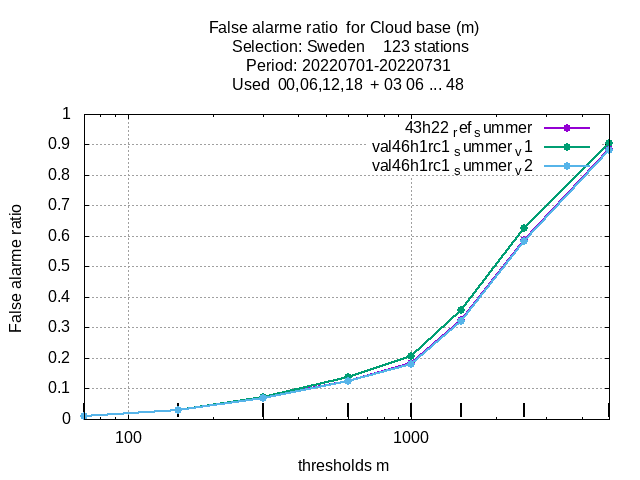 False alarme ratio  for Cloud base (m)
Selection: Sweden    123 stations
Period: 20220701-20220731
Used  00,06,12,18  + 03 06 ... 48
43h22 ref summer
val46h1rc1 summer v1
val46h1rc1 summer v2
1
0.9
0.8
0.7
0.6
0.5
0.4
0.3
0.2
0.1
0
False alarme ratio
100
1000
thresholds m